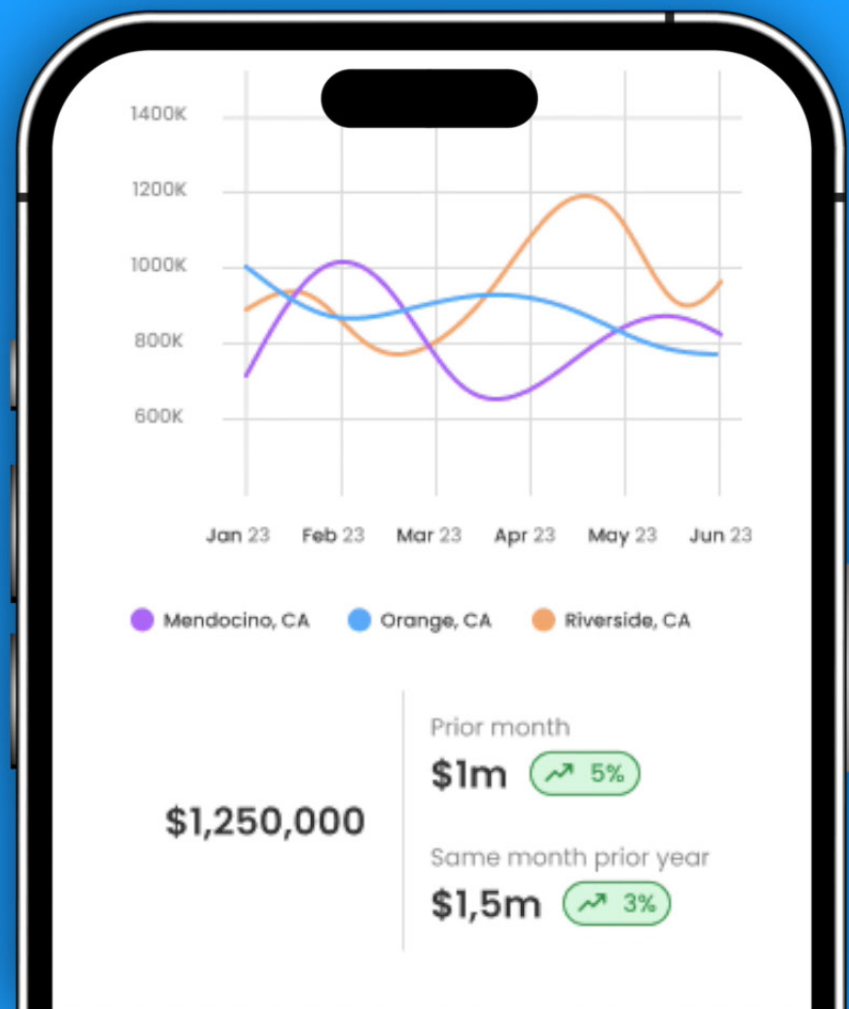 1400K
1200K
1000K
800K
600K
Jan 23 Feb 23 Mar 23 Apr 23 May 23 Jun 23
Mendocino, CA Orange, CA Riverside, CA
$1,250,000
Prior month
$1m 5%
Same month prior year
$1,5m 3%